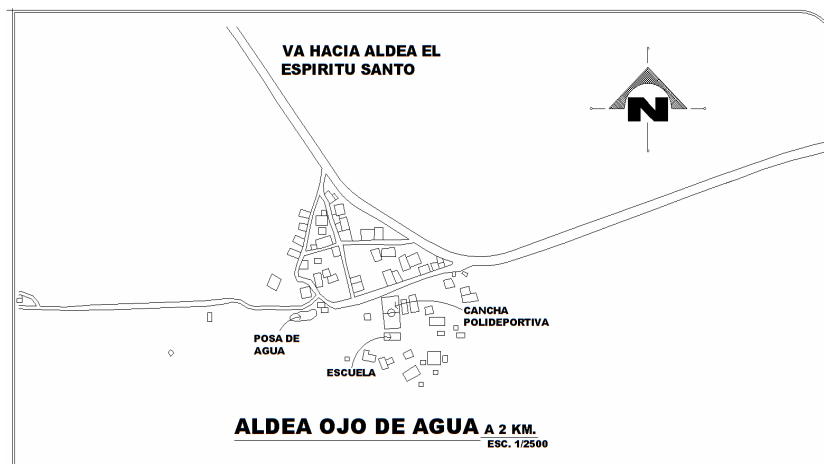 VA HACIA ALDEA EL
ESPIRITU SANTO
N
CANCHA
POLIDEPORTIVA
POSA DE
AGUA
ESCUELA
ALDEA OJO DE AGUA A 2 KM.
ESC. 1/2500